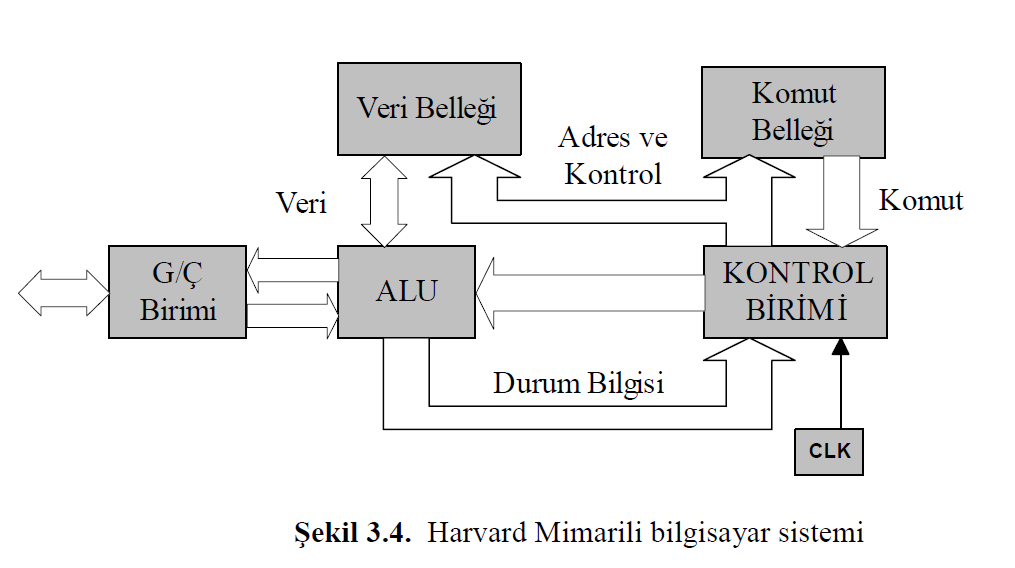 Veri Belleği
Komut
Belleği
Adres ve
Kontrol
Veri
Komut
G/Ç
Birimi
ALU
KONTROL
BİRİMİ
Durum Bilgisi
CLK
Şekil 3.4. Harvard Mimarili bilgisayar sistemi